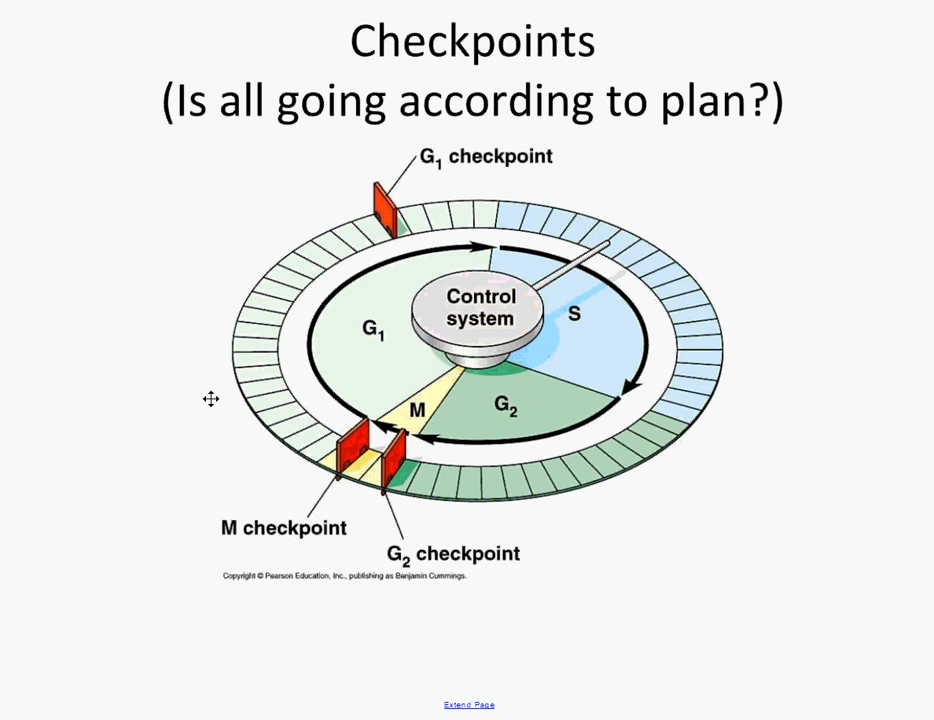 Checkpoints
(Is all going according to plan?)
G1 checkpoint
Control
system
S
G1
M
G2
M checkpoint
G2 checkpoint
Copyright © Pearson Education, Inc., publishing as Benjamin Cummings.
Extend Page